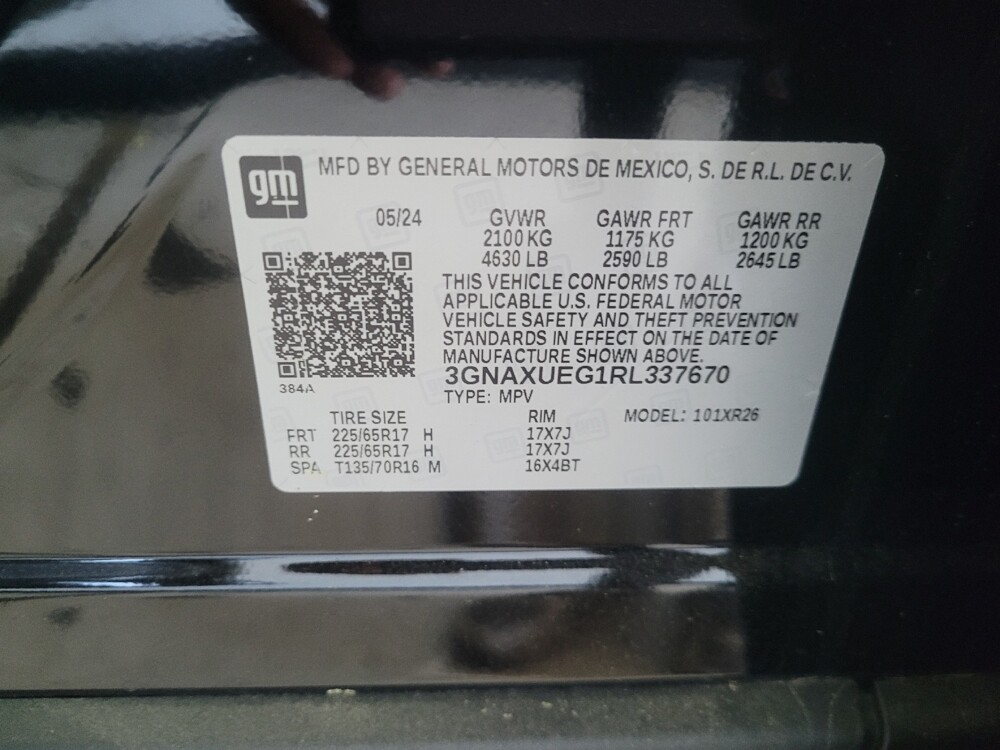 gm
MFD BY GENERAL MOTORS DE MEXICO, S. DE R.L. DE C.V.
05/24 GVWR GAWR FRT GAWR RR
2100 KG 1175 KG 1200 KG
4630 LB 2590 LB 2645 LB
THIS VEHICLE CONFORMS TO ALL
APPLICABLE U.S. FEDERAL MOTOR
VEHICLE SAFETY AND THEFT PREVENTION
STANDARDS IN EFFECT ON THE DATE OF
MANUFACTURE SHOWN ABOVE.
3GNAXUEG1RL337670
384A
TYPE: MPV
TIRE SIZE RIM MODEL: 101XR26
FRT 225/65R17 H 17X7J
RR 225/65R17 H 17X7J
SPA T135/70R16 M 16X4BT